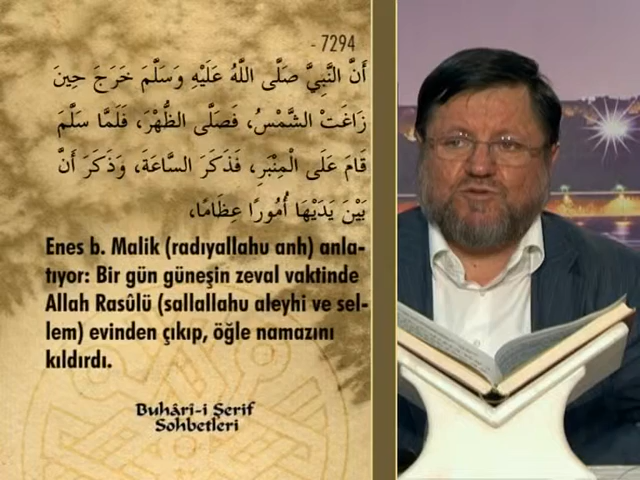 - 7294
أَنَّ النَّبِيَّ صَلَّى اللَّهُ عَلَيْهِ وَسَلَّمَ خَرَجَ حِينَ
زَاغَتْ الشَّمْسُ، فَصَلَّى الظُّهْرَ، فَلَمَّا سَلَّمَ
قَامَ عَلَى الْمِنْبَرِ، فَذَكَرَ السَّاعَةَ، وَذَكَرَ أَنَّ
بَيْنَ يَدَيْهَا أُمُورًا عِظَامًا،
Enes b. Malik (radıyallahu anh) anla-
tıyor: Bir gün güneşin zeval vaktinde
Allah Rasûlü (sallallahu aleyhi ve sel-
lem) evinden çıkıp, öğle namazını
kıldırdı.
Buhârî-i Şerif
Sohbetleri